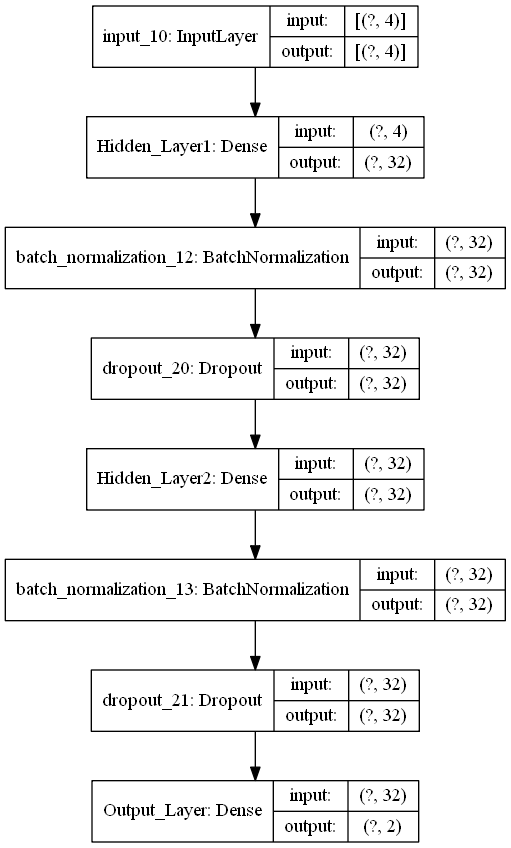 input_10: InputLayer
input: [(?, 4)]
output: [(?, 4)]
Hidden_Layer1: Dense
input: (?, 4)
output: (?, 32)
batch_normalization_12: BatchNormalization
input: (?, 32)
output: (?, 32)
dropout_20: Dropout
input: (?, 32)
output: (?, 32)
Hidden_Layer2: Dense
input: (?, 32)
output: (?, 32)
batch_normalization_13: BatchNormalization
input: (?, 32)
output: (?, 32)
dropout_21: Dropout
input: (?, 32)
output: (?, 32)
Output_Layer: Dense
input: (?, 32)
output: (?, 2)